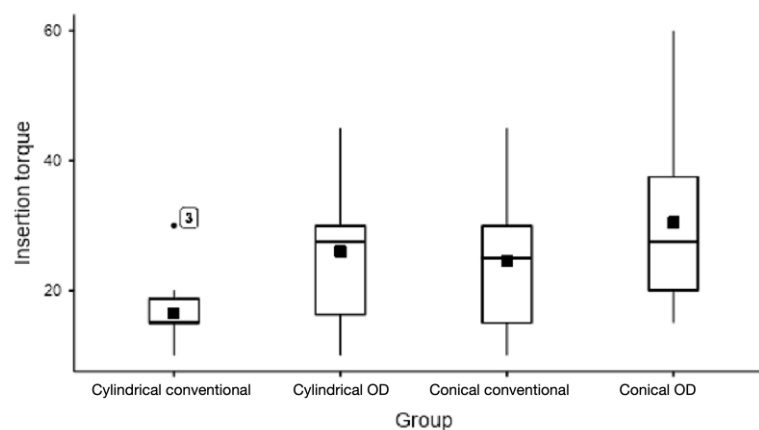 60
40
20
Insertion torque
3
Cylindrical conventional
Cylindrical OD
Conical conventional
Conical OD
Group